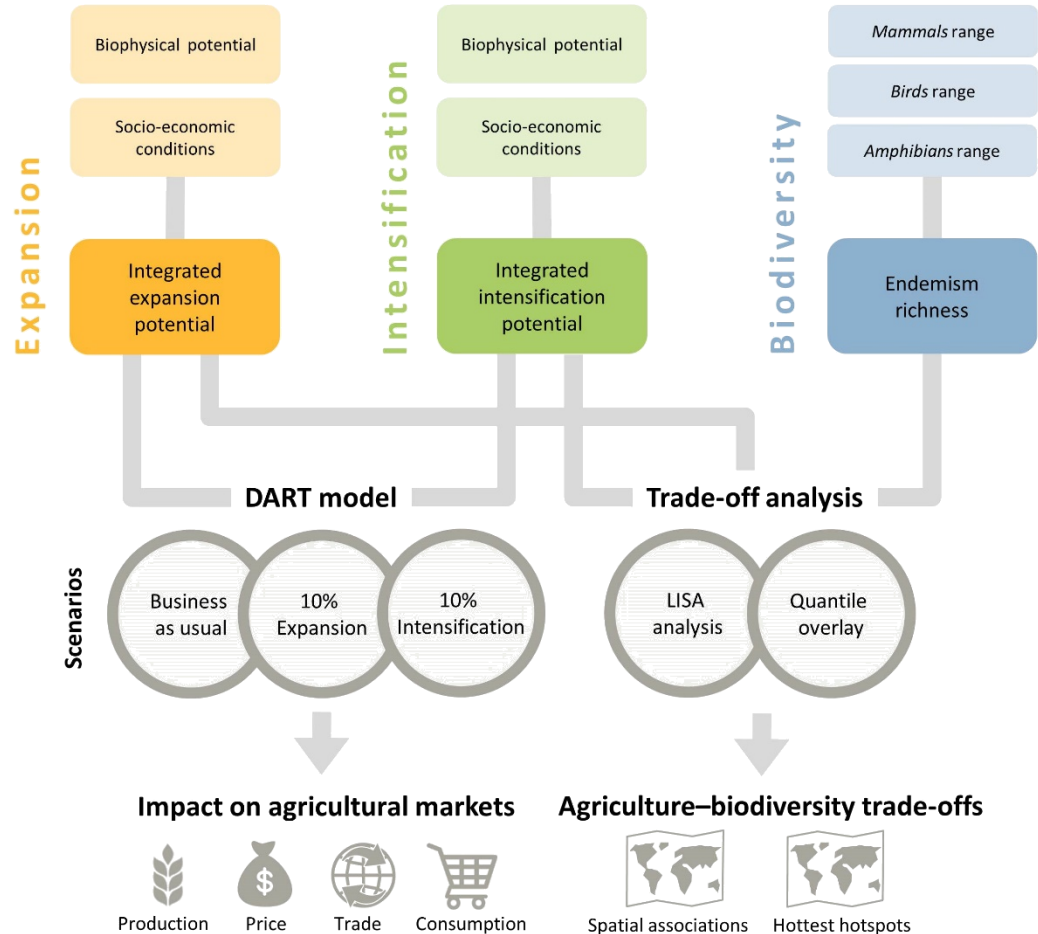 Expansion
Biophysical potential
Socio-economic
conditions
Integrated
expansion
potential
Intensification
Biophysical potential
Socio-economic
conditions
Integrated
intensification
potential
Biodiversity
Mammals range
Birds range
Amphibians range
Endemism
richness
DART model
Trade-off analysis
Scenarios
Business
as usual
10%
Expansion
10%
Intensification
LISA
analysis
Quantile
overlay
Impact on agricultural markets
$
Production
Price
Trade
Consumption
Agriculture–biodiversity trade-offs
Spatial associations
Hottest hotspots